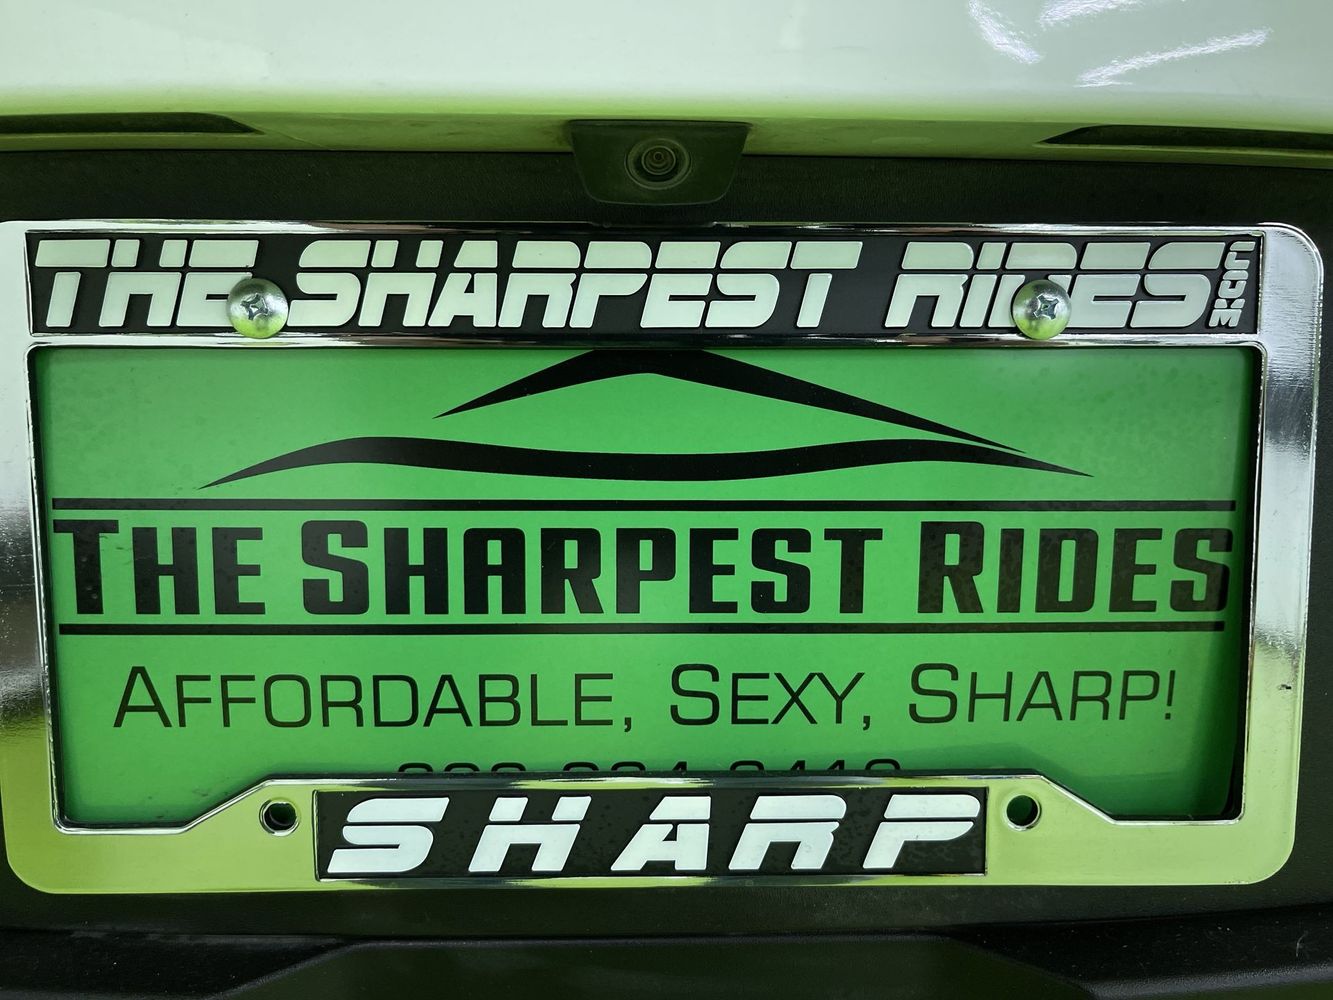 THE SHARPEST RIDES .com
THE SHARPEST RIDES
AFFORDABLE, SEXY, SHARP!
SHARP